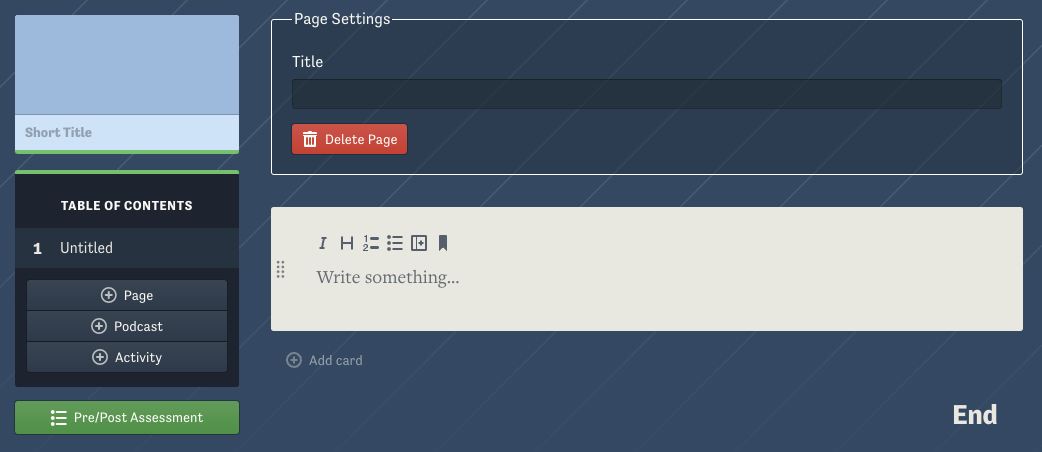 Short Title
TABLE OF CONTENTS
1 Untitled
Page
Podcast
Activity
Pre/Post Assessment
Page Settings
Title
Delete Page
I H
Write something...
Add card
End